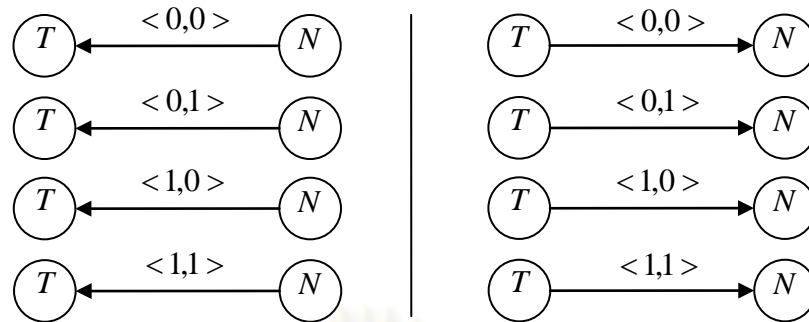 T <0,0> N T <0,0> N
T <0,1> N T <0,1> N
T <1,0> N T <1,0> N
T <1,1> N T <1,1> N